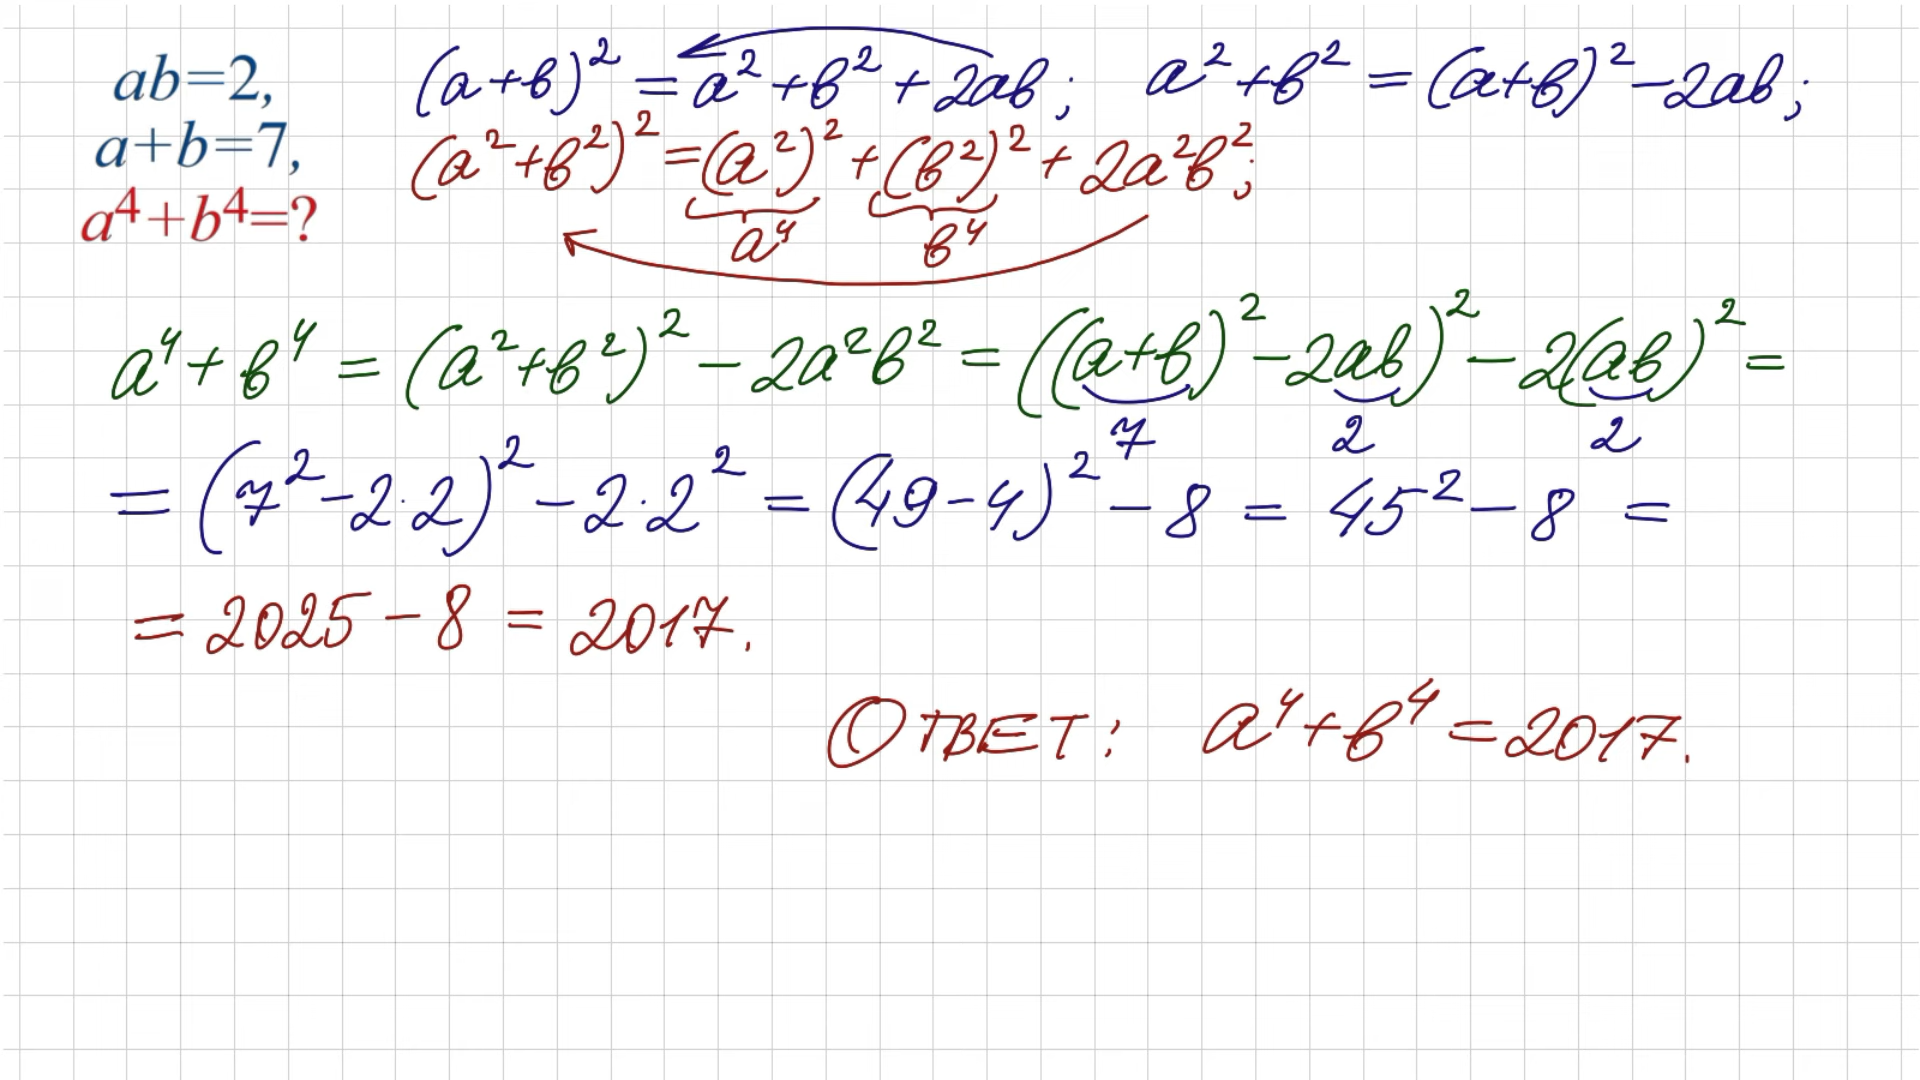 ab=2,
a+b=7,
a⁴+b⁴=?
(a+b)² = a²+b²+2ab; a²+b² = (a+b)²-2ab;
(a²+b²)² = (a²)² + (b²)² + 2a²b²;
a⁴ b⁴
a⁴+b⁴ = (a²+b²)² - 2a²b² = ((a+b)²-2ab)² - 2(ab)² =
7 2 2
= (7²-2·2)² - 2·2² = (49-4)² - 8 = 45² - 8 =
= 2025 - 8 = 2017.
ОТВЕТ: a⁴+b⁴ = 2017.